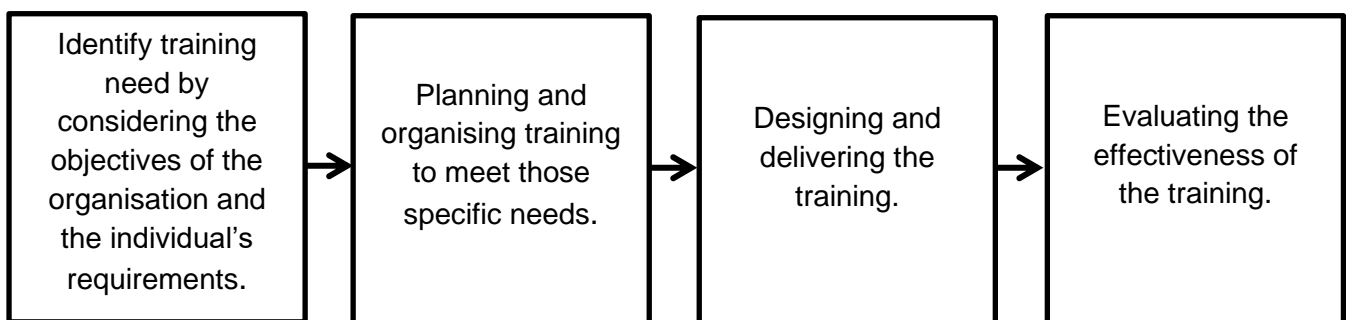 Identify training
need by
considering the
objectives of the
organisation and
the individual’s
requirements.
Planning and
organising training
to meet those
specific needs.
Designing and
delivering the
training.
Evaluating the
effectiveness of
the training.